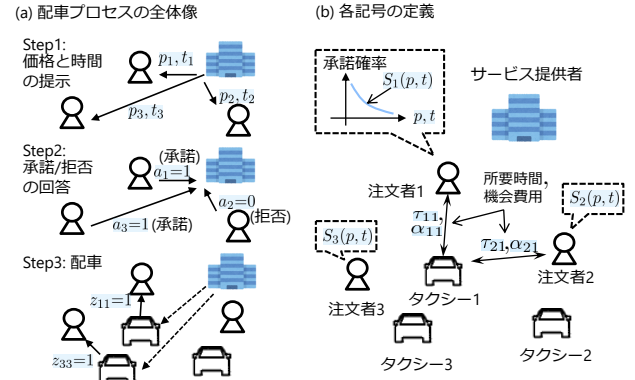 (a) 配車プロセスの全体像
Step1:
価格と時間
の提示
p₁, t₁
p₂, t₂
p₃, t₃
Step2:
承諾/拒否
の回答
(承諾)
a₁=1
a₂=0
(拒否)
a₃=1 (承諾)
Step3: 配車
z₁₁=1
z₃₃=1
(b) 各記号の定義
承諾確率
S₁(p, t)
p, t
サービス提供者
注文者1
所要時間,
機会費用
τ₁₁,
α₁₁
S₂(p, t)
S₃(p, t)
τ₂₁,α₂₁
注文者2
注文者3
タクシー1
タクシー2
タクシー3